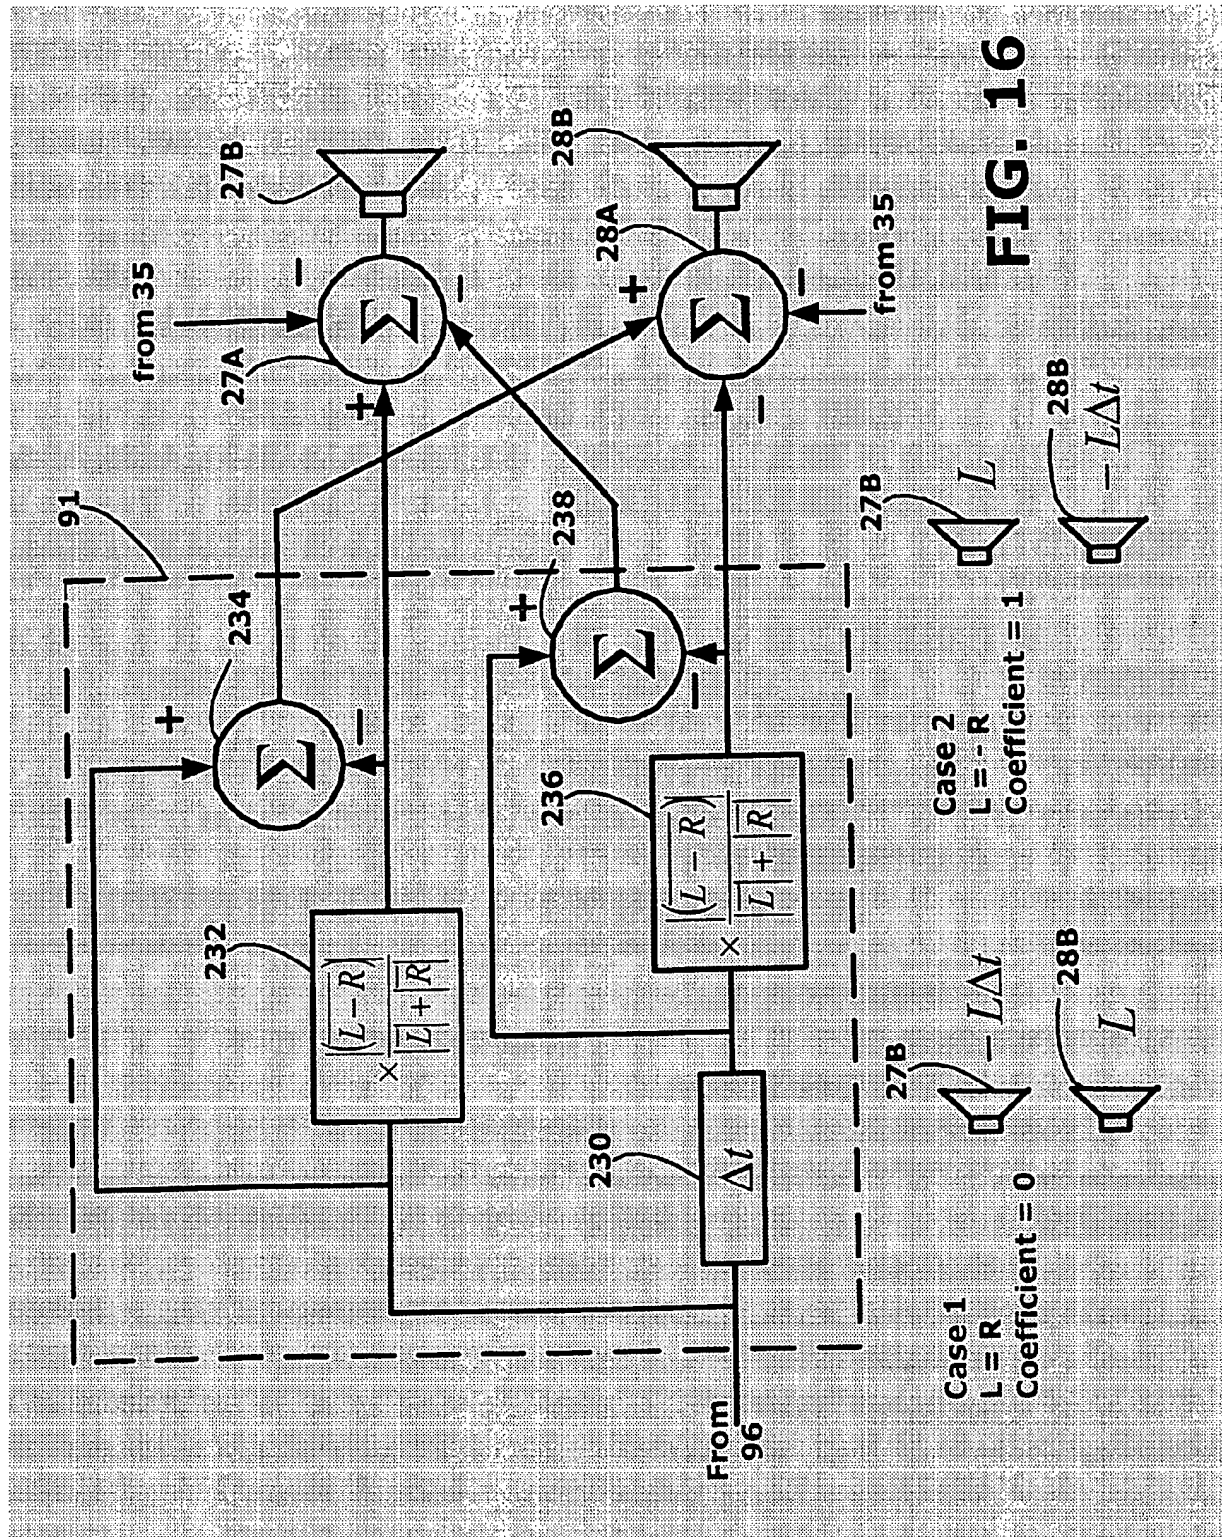 91
234
+
−
Σ
from 35
27A
27B
−
−
+
Σ
232
× |(L − R)| / |L| + |R|
238
+
−
Σ
28A
28B
+
−
−
Σ
from 35
236
× |(L − R)| / |L| + |R|
230
Δt
From
96
Case 1
L = R
Coefficient = 0
27B
− LΔt
28B
L
Case 2
L = - R
Coefficient = 1
27B
L
28B
− LΔt
FIG. 16